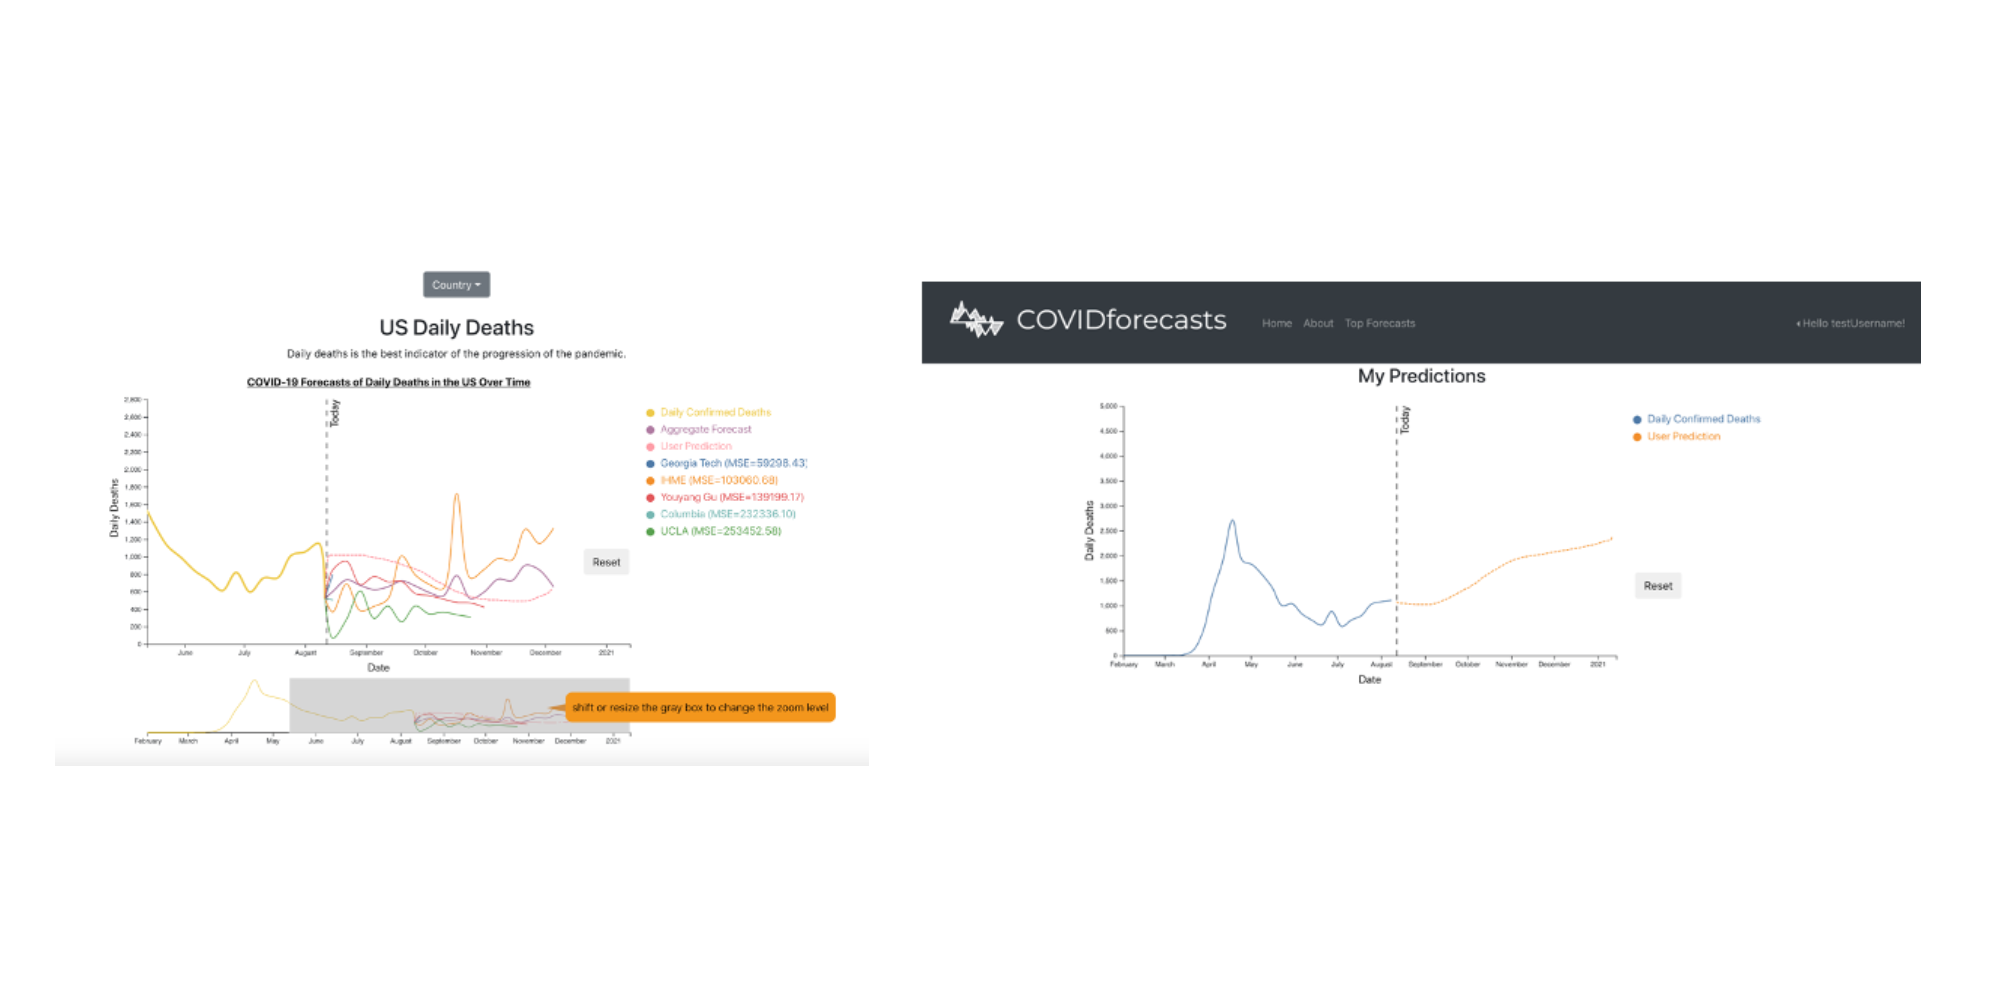 Country
US Daily Deaths
Daily deaths is the best indicator of the progression of the pandemic.
COVID-19 Forecasts of Daily Deaths in the US Over Time
2,800
2,600
2,400
2,200
2,000
1,800
1,600
1,400
1,200
1,000
800
600
400
200
0
Daily Deaths
Today
June July August September October November December 2021
Date
Daily Confirmed Deaths
Aggregate Forecast
User Prediction
Georgia Tech (MSE=59298.43)
IHME (MSE=103060.68)
Youyang Gu (MSE=139199.17)
Columbia (MSE=232336.10)
UCLA (MSE=253452.58)
Reset
shift or resize the gray box to change the zoom level
February March April May June July August September October November December 2021
COVIDforecasts Home About Top Forecasts Hello testUsername!
My Predictions
5,000
4,500
4,000
3,500
3,000
2,500
2,000
1,500
1,000
500
0
Daily Deaths
Today
February March April May June July August September October November December 2021
Date
Daily Confirmed Deaths
User Prediction
Reset